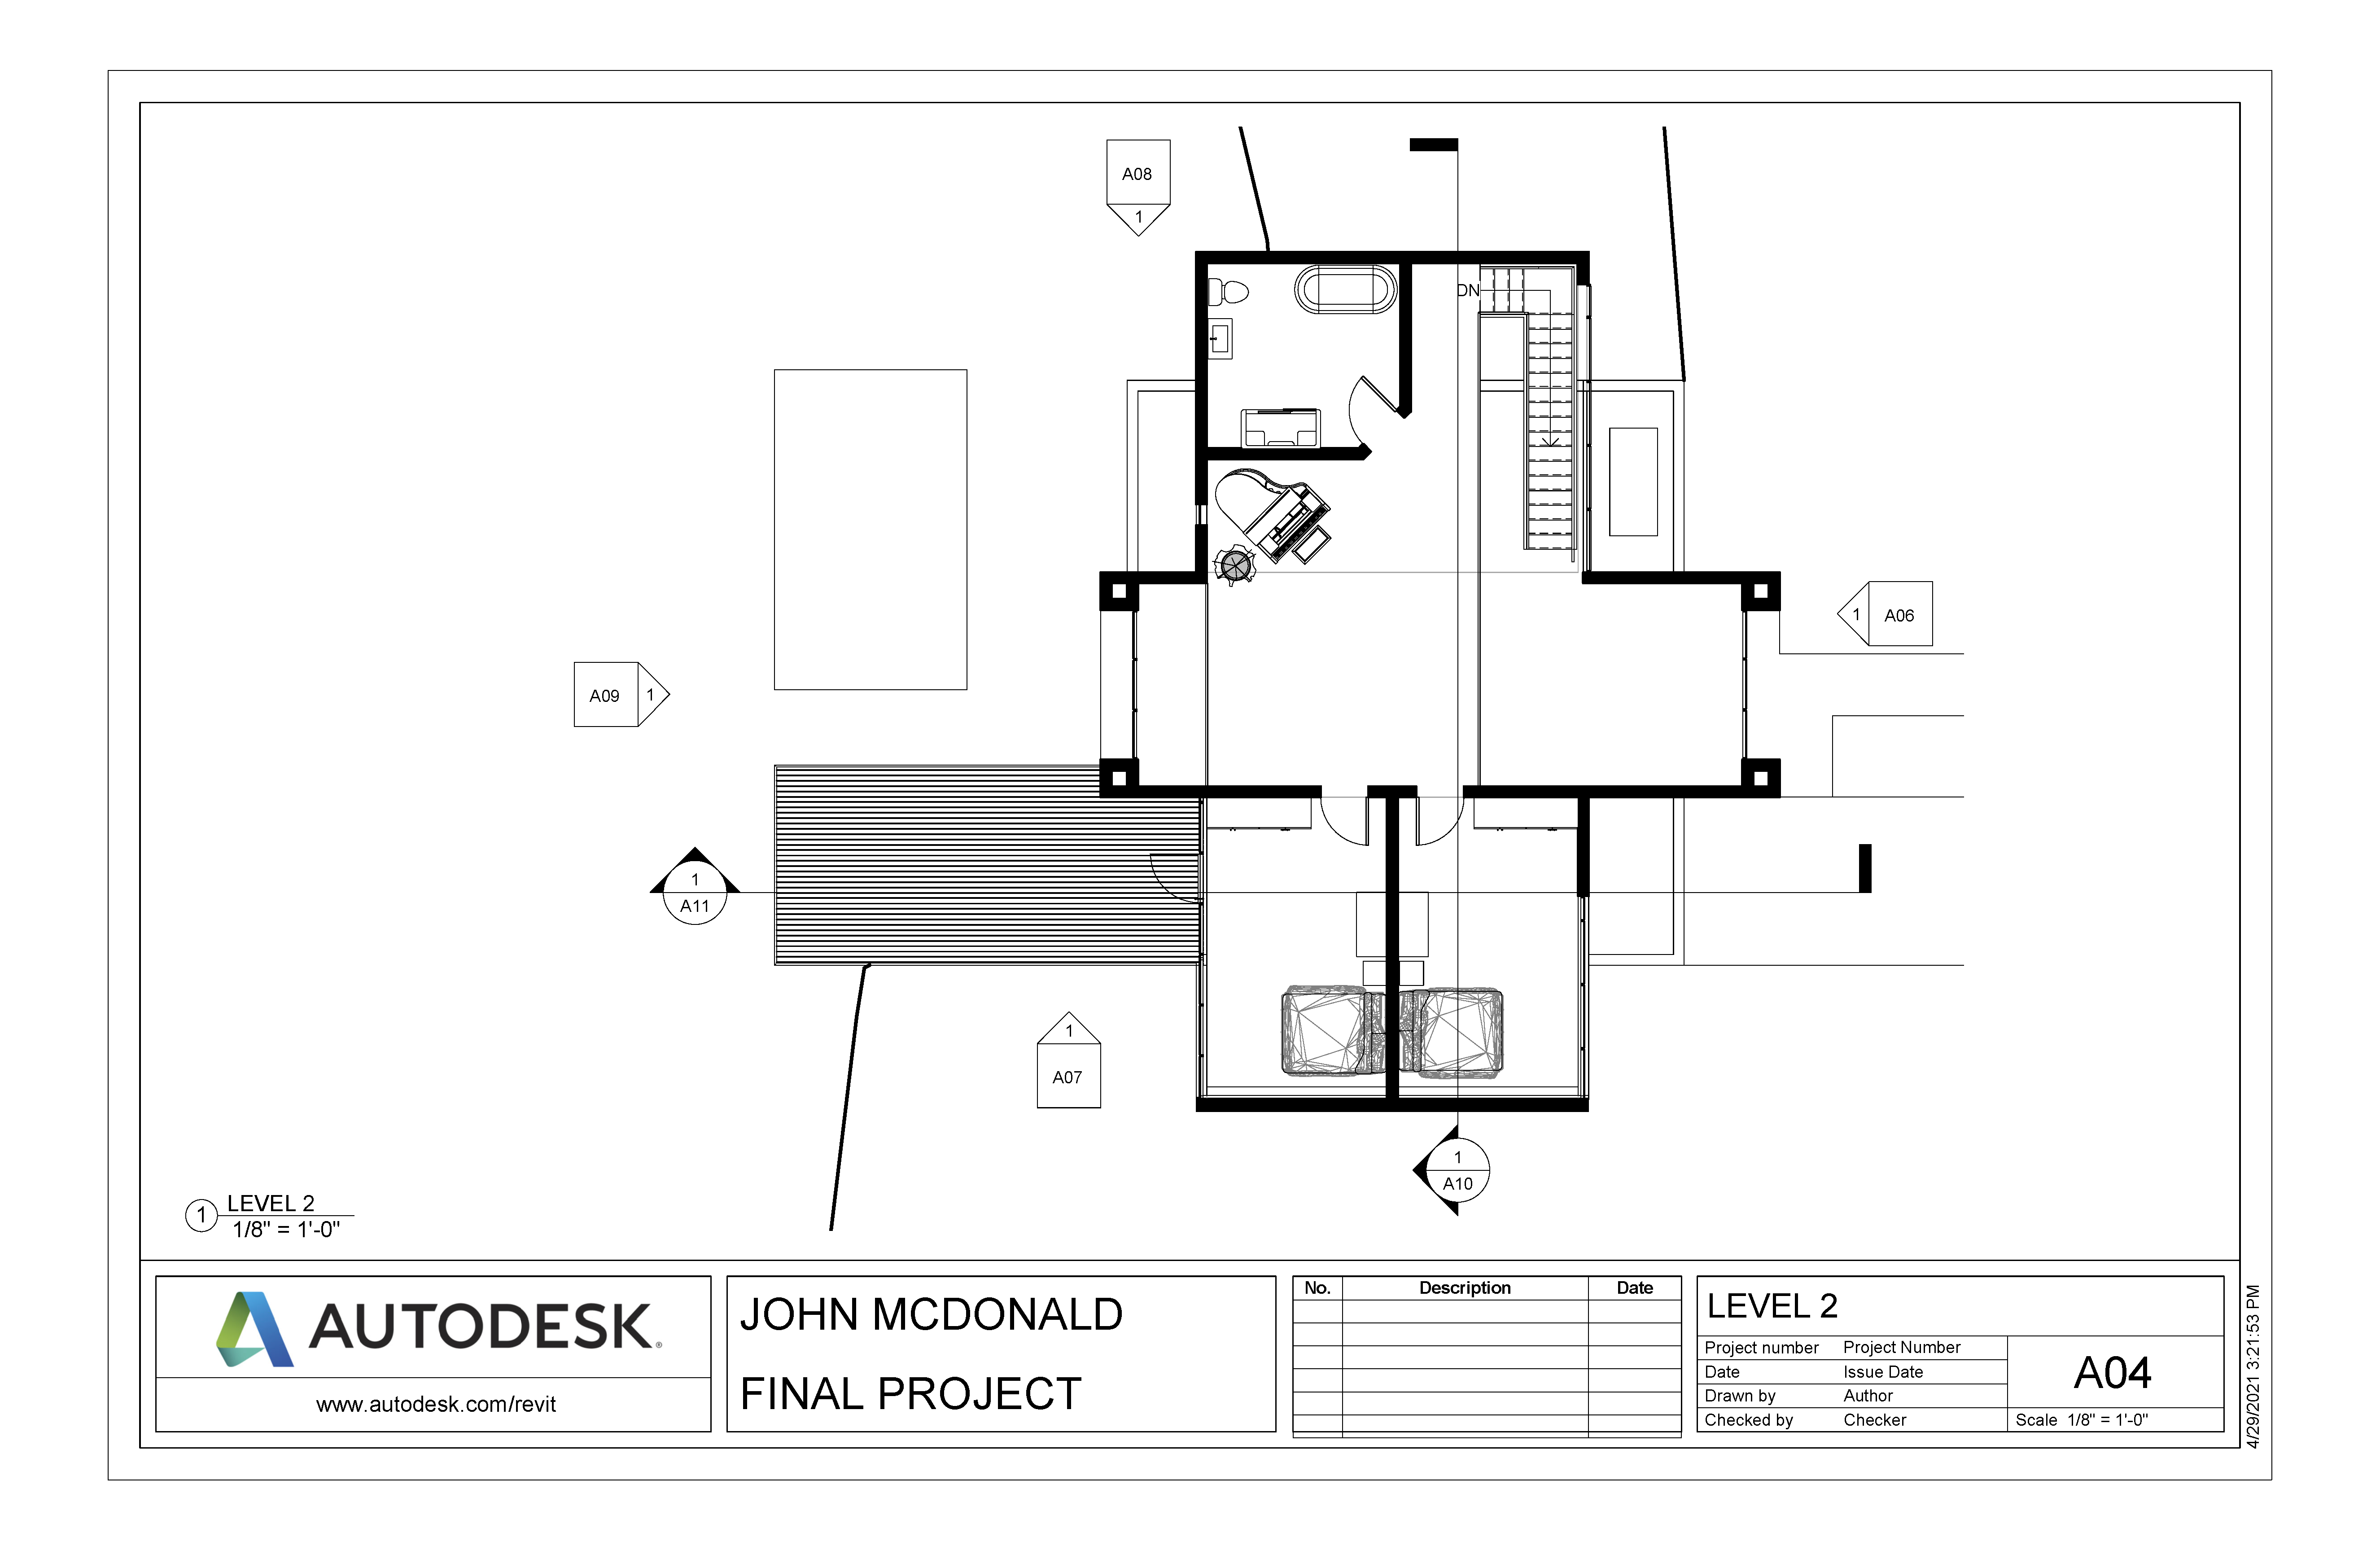 A08
1
DN
1
A06
A09
1
1
A11
1
A07
1
A10
1
LEVEL 2
1/8" = 1'-0"
AUTODESK®
www.autodesk.com/revit
JOHN MCDONALD
FINAL PROJECT
No. Description Date
LEVEL 2
Project number Project Number
Date Issue Date
Drawn by Author
Checked by Checker
A04
Scale 1/8" = 1'-0"
4/29/2021 3:21:53 PM